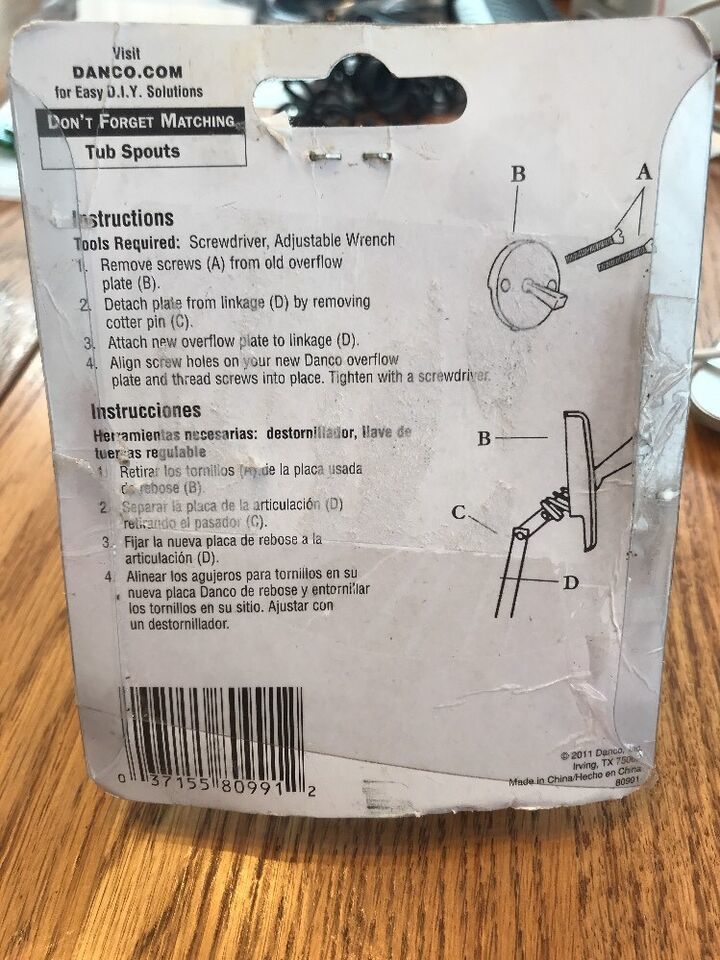 Visit
DANCO.COM
for Easy D.I.Y. Solutions
DON'T FORGET MATCHING
Tub Spouts
B
A
Instructions
Tools Required: Screwdriver, Adjustable Wrench
1. Remove screws (A) from old overflow
plate (B).
2. Detach plate from linkage (D) by removing
cotter pin (C).
3. Attach new overflow plate to linkage (D).
4. Align screw holes on your new Danco overflow
plate and thread screws into place. Tighten with a screwdriver.
Instrucciones
Herramientas necesarias: destornillador, llave de
tuercas regulable
1. Retirar los tornillos (A) de la placa usada
de rebose (B).
2. Separar la placa de la articulación (D)
retirando el pasador (C).
3. Fijar la nueva placa de rebose a la
articulación (D).
4. Alinear los agujeros para tornillos en su
nueva placa Danco de rebose y entornillar
los tornillos en su sitio. Ajustar con
un destornillador.
B
C
D
0 37155 80991 2
© 2011 Danco, Inc.
Irving, TX
Made in China/Hecho en China
80991